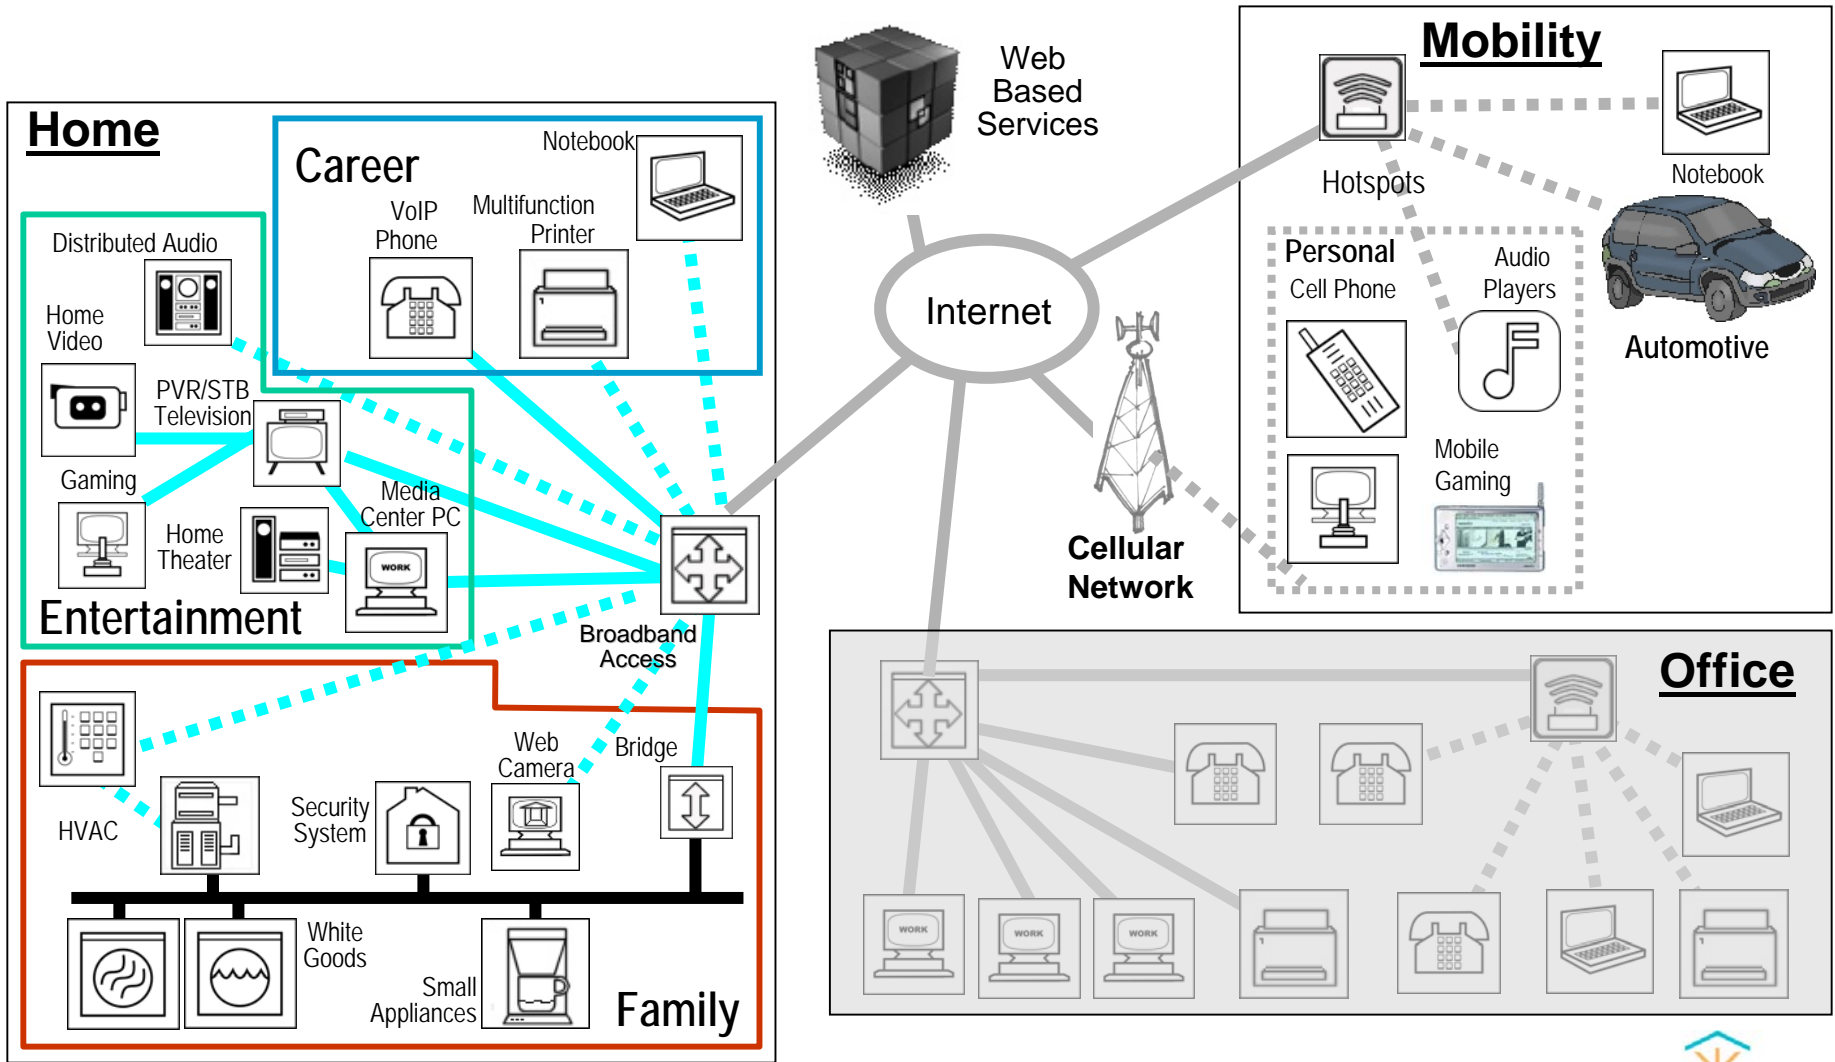 Home
Career
Notebook
VoIP
Phone
Multifunction
Printer
Distributed Audio
Home
Video
PVR/STB
Television
Gaming
Home
Theater
Media
Center PC
WORK
Entertainment
Broadband
Access
HVAC
Security
System
Web
Camera
Bridge
White
Goods
Small
Appliances
Family
Web
Based
Services
Internet
Cellular
Network
Mobility
Hotspots
Notebook
Personal
Cell Phone
Audio
Players
Automotive
Mobile
Gaming
Office
WORK
WORK
WORK